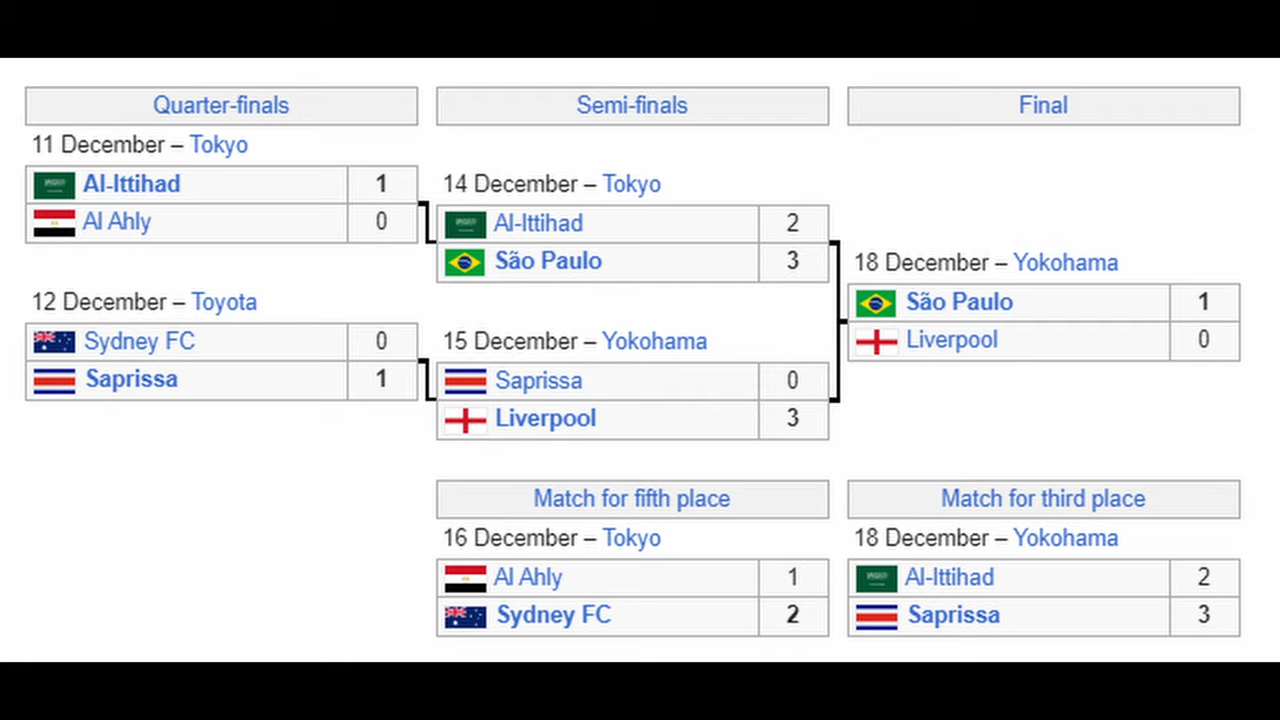 Quarter-finals
11 December – Tokyo
Al-Ittihad 1
Al Ahly 0
12 December – Toyota
Sydney FC 0
Saprissa 1
Semi-finals
14 December – Tokyo
Al-Ittihad 2
São Paulo 3
15 December – Yokohama
Saprissa 0
Liverpool 3
Final
18 December – Yokohama
São Paulo 1
Liverpool 0
Match for fifth place
16 December – Tokyo
Al Ahly 1
Sydney FC 2
Match for third place
18 December – Yokohama
Al-Ittihad 2
Saprissa 3